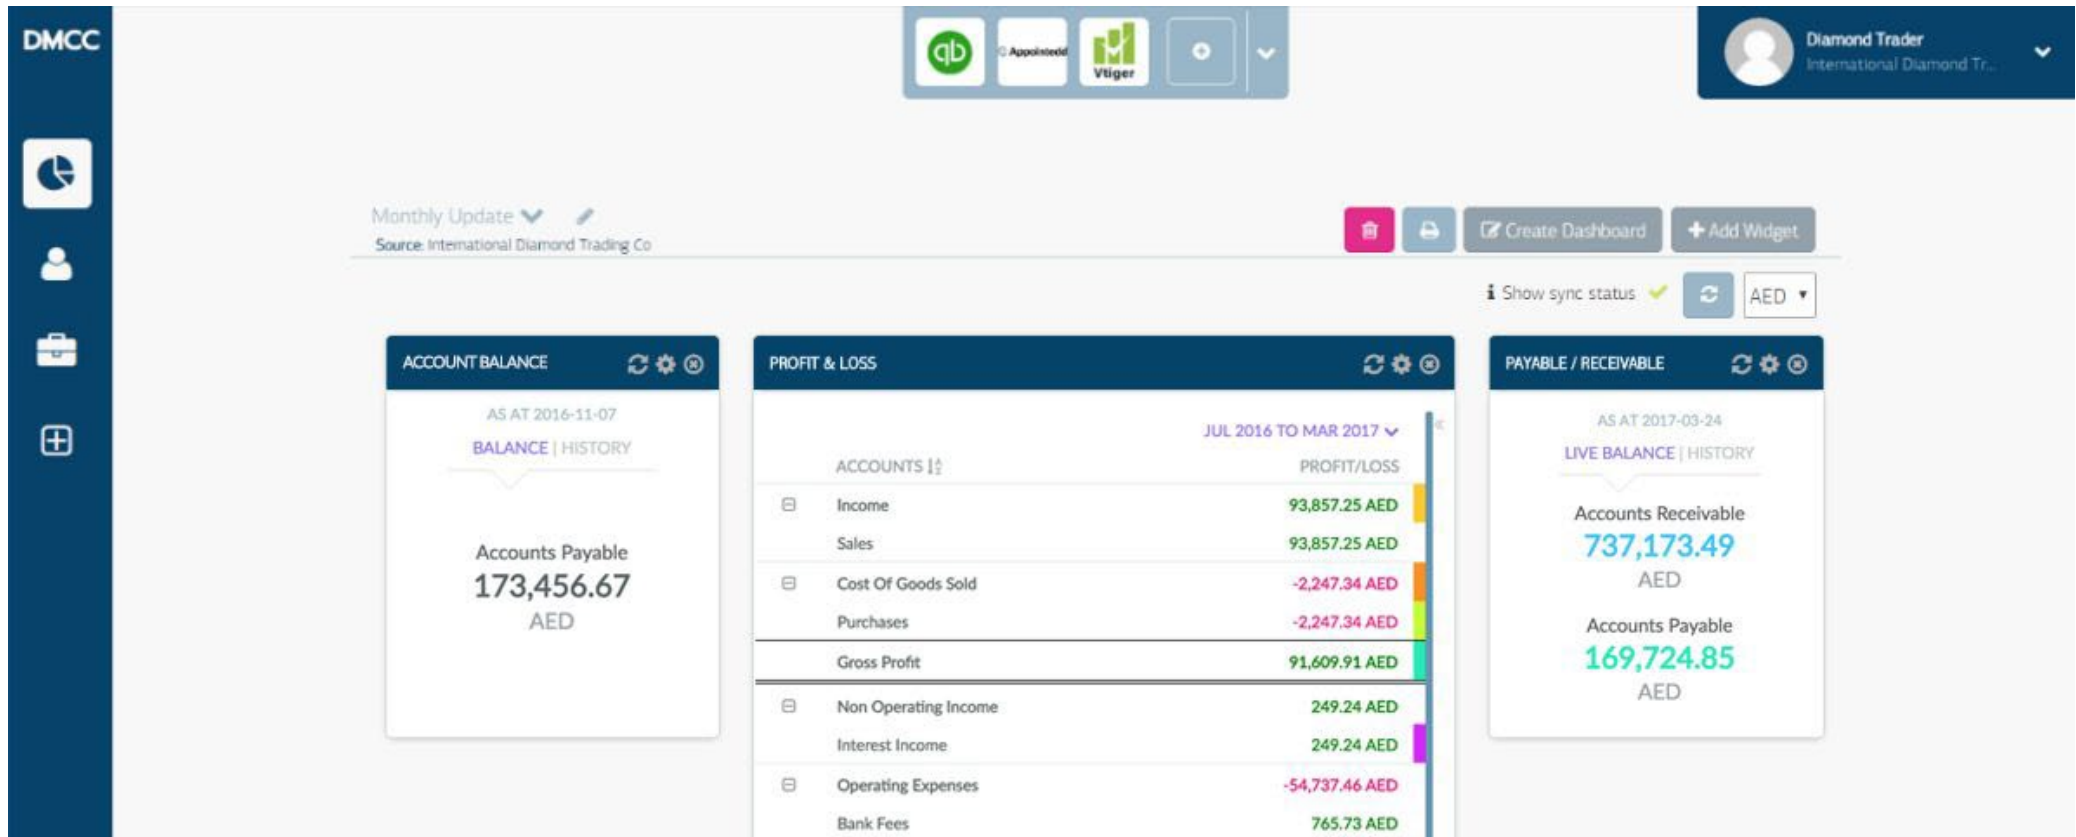 DMCC
qb
Appointedd
Vtiger
Diamond Trader
International Diamond Tr...
Monthly Update
Source: International Diamond Trading Co
Create Dashboard
Add Widget
Show sync status
AED
ACCOUNT BALANCE
AS AT 2016-11-07
BALANCE | HISTORY
Accounts Payable
173,456.67
AED
PROFIT & LOSS
JUL 2016 TO MAR 2017
ACCOUNTS
PROFIT/LOSS
Income 93,857.25 AED
Sales 93,857.25 AED
Cost Of Goods Sold -2,247.34 AED
Purchases -2,247.34 AED
Gross Profit 91,609.91 AED
Non Operating Income 249.24 AED
Interest Income 249.24 AED
Operating Expenses -54,737.46 AED
Bank Fees 765.73 AED
PAYABLE / RECEIVABLE
AS AT 2017-03-24
LIVE BALANCE | HISTORY
Accounts Receivable
737,173.49
AED
Accounts Payable
169,724.85
AED